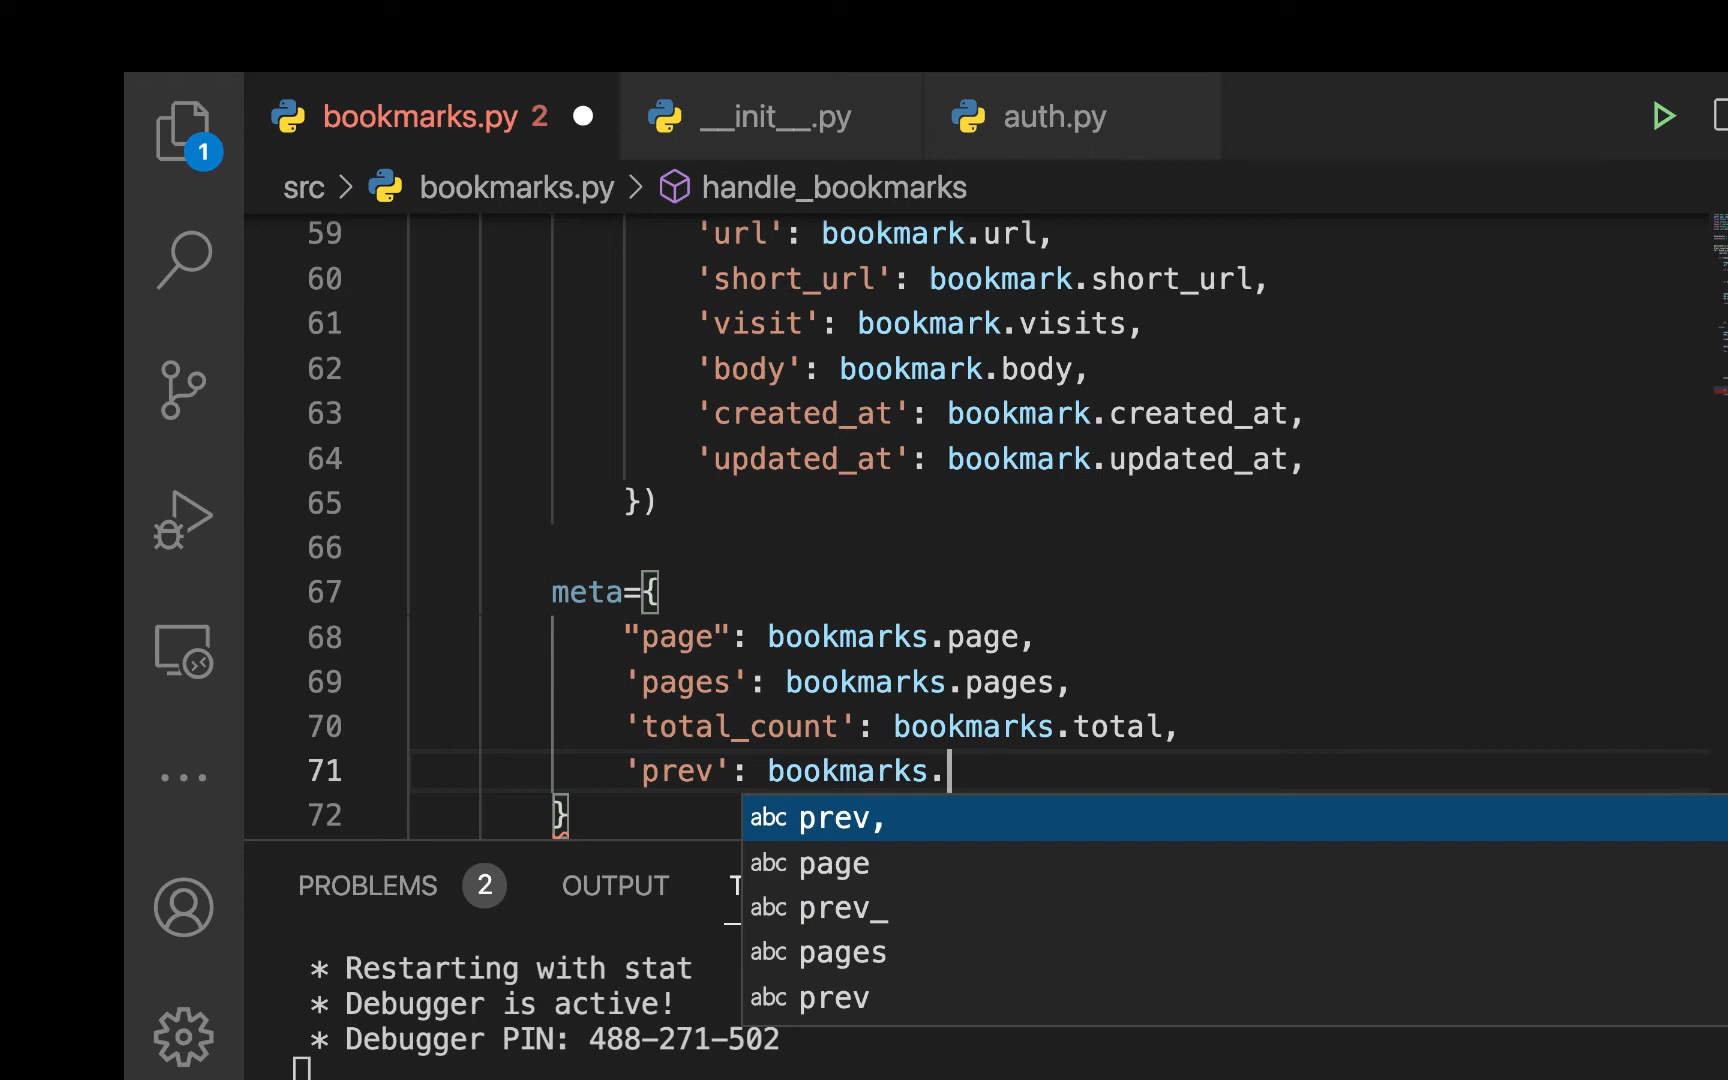 1
bookmarks.py 2
__init__.py
auth.py
src > bookmarks.py > handle_bookmarks
59 'url': bookmark.url,
60 'short_url': bookmark.short_url,
61 'visit': bookmark.visits,
62 'body': bookmark.body,
63 'created_at': bookmark.created_at,
64 'updated_at': bookmark.updated_at,
65 })
66
67 meta={
68 "page": bookmarks.page,
69 'pages': bookmarks.pages,
70 'total_count': bookmarks.total,
71 'prev': bookmarks.
72 }
abc prev,
abc page
abc prev_
abc pages
abc prev
PROBLEMS 2 OUTPUT T
* Restarting with stat
* Debugger is active!
* Debugger PIN: 488-271-502